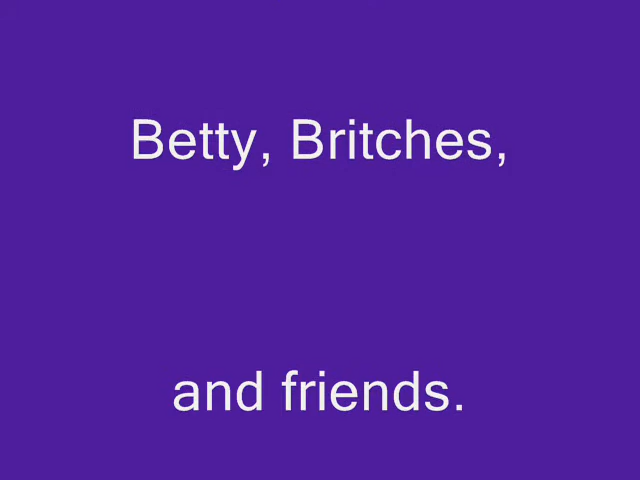 Betty, Britches,
and friends.